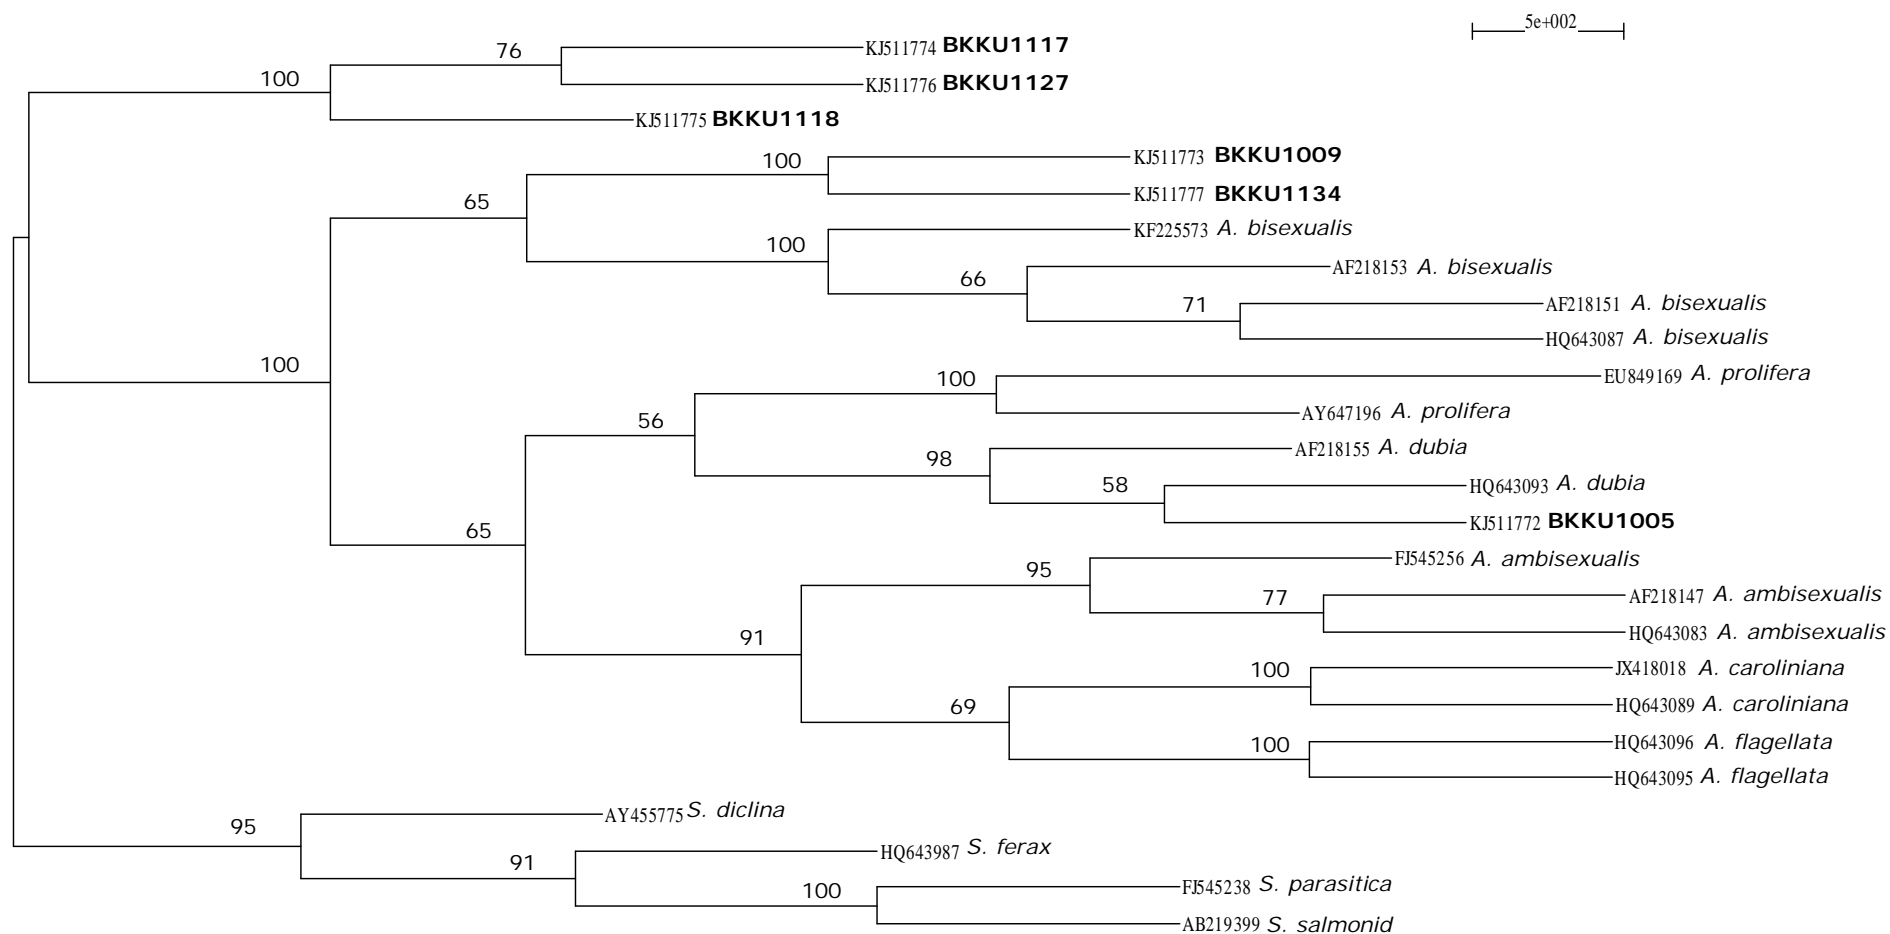 5e+002
76
KJ511774 BKKU1117
100
KJ511776 BKKU1127
KJ511775 BKKU1118
100
KJ511773 BKKU1009
65
KJ511777 BKKU1134
KF225573 A. bisexualis
100
AF218153 A. bisexualis
66
71
AF218151 A. bisexualis
HQ643087 A. bisexualis
100
100
EU849169 A. prolifera
AY647196 A. prolifera
56
AF218155 A. dubia
98
58
HQ643093 A. dubia
KJ511772 BKKU1005
65
FJ545256 A. ambisexualis
95
77
AF218147 A. ambisexualis
HQ643083 A. ambisexualis
91
100
JX418018 A. caroliniana
69
HQ643089 A. caroliniana
100
HQ643096 A. flagellata
HQ643095 A. flagellata
AY455775 S. diclina
95
HQ643987 S. ferax
91
100
FJ545238 S. parasitica
AB219399 S. salmonid